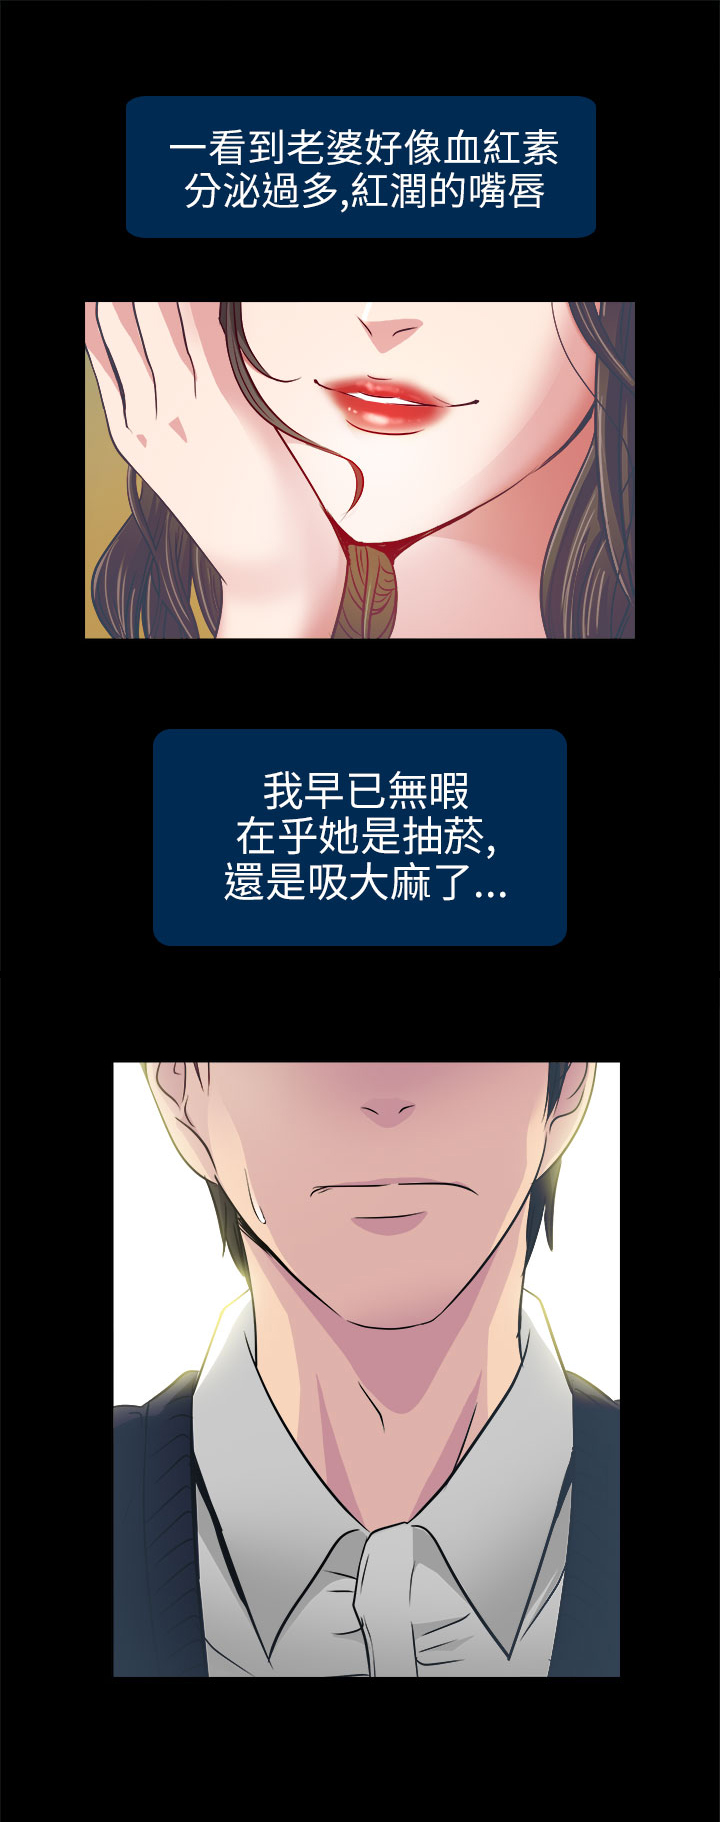 一看到老婆好像血紅素
分泌過多,紅潤的嘴唇
我早已無暇
在乎她是抽菸,
還是吸大麻了...